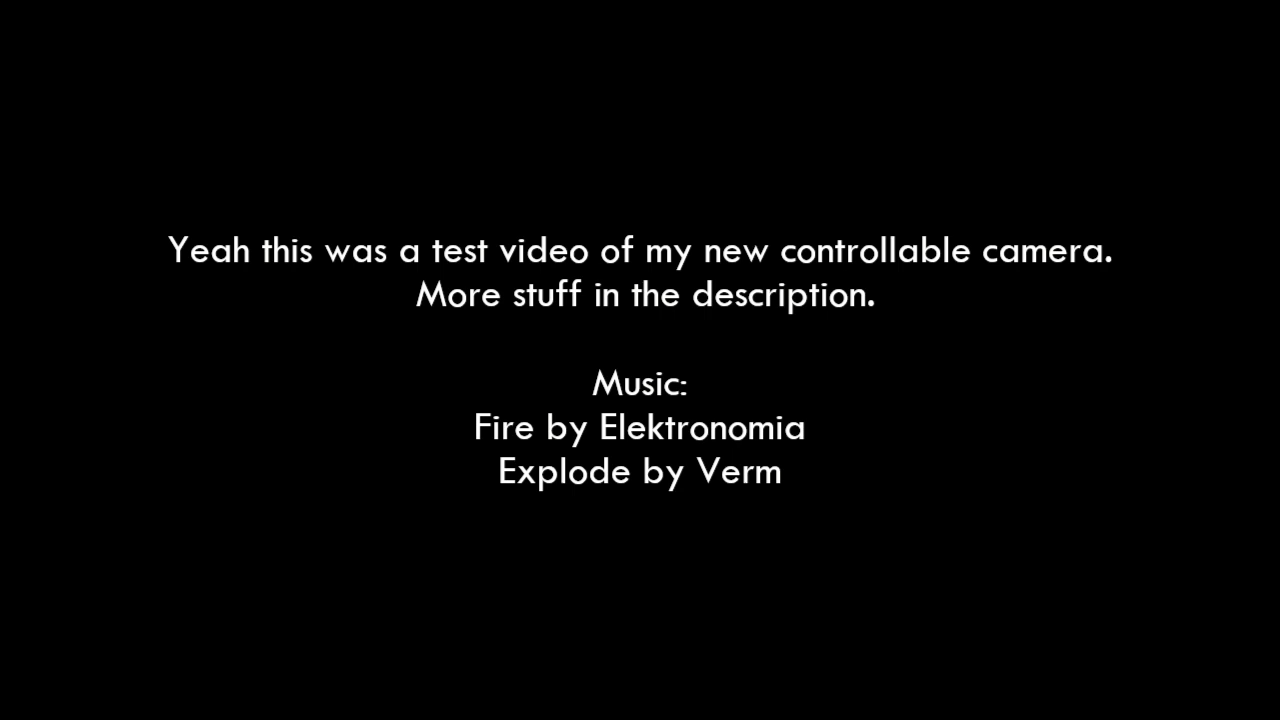 Yeah this was a test video of my new controllable camera.
More stuff in the description.
Music:
Fire by Elektronomia
Explode by Verm